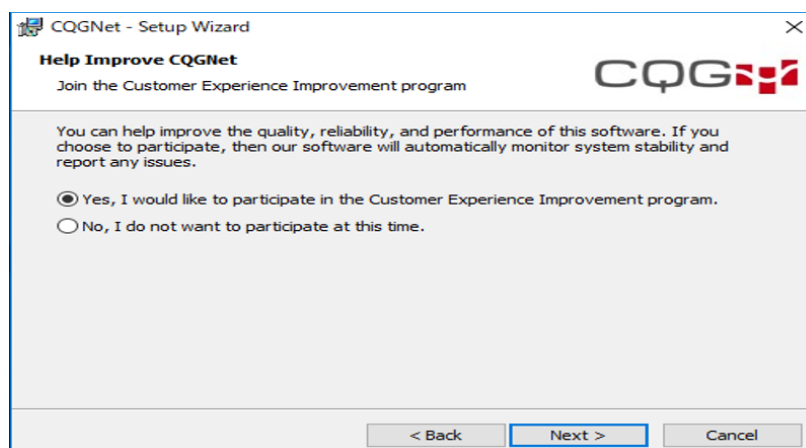 CQGNet - Setup Wizard
Help Improve CQGNet
Join the Customer Experience Improvement program
CQG
You can help improve the quality, reliability, and performance of this software. If you
choose to participate, then our software will automatically monitor system stability and
report any issues.
Yes, I would like to participate in the Customer Experience Improvement program.
No, I do not want to participate at this time.
< Back
Next >
Cancel